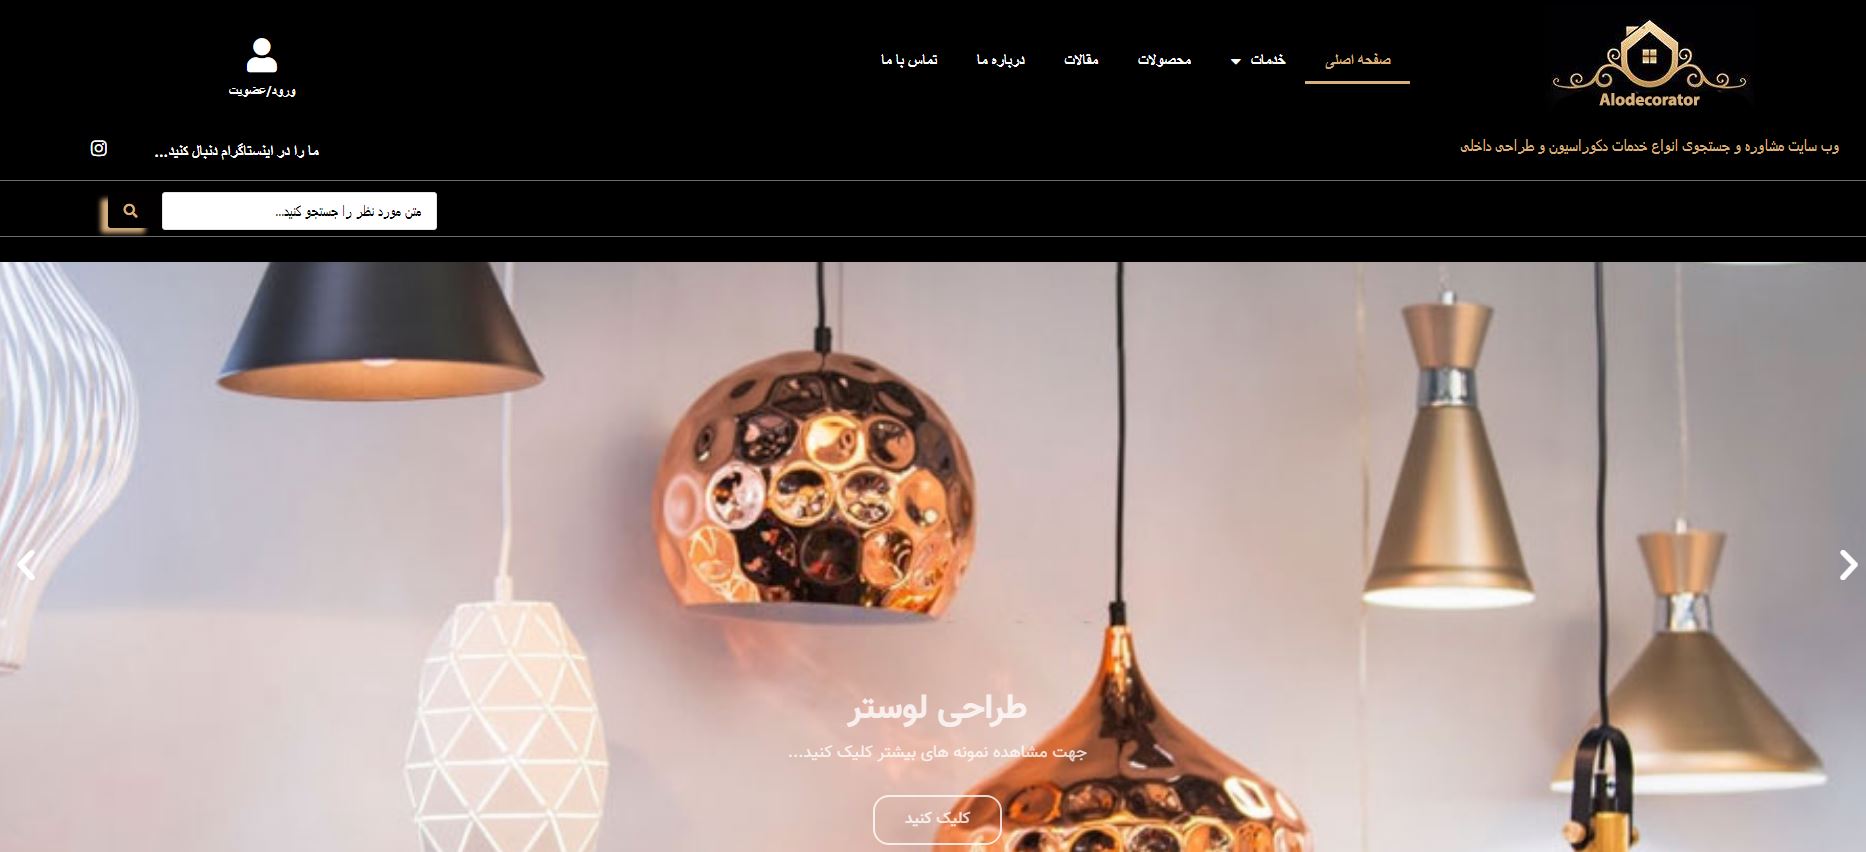 Alodecorator
صفحه اصلی
خدمات
محصولات
مقالات
درباره ما
تماس با ما
ورود/عضویت
وب سایت مشاوره و جستجوی انواع خدمات دکوراسیون و طراحی داخلی
ما را در اینستاگرام دنبال کنید...
متن مورد نظر را جستجو کنید...
طراحی لوستر
جهت مشاهده نمونه های بیشتر کلیک کنید...
کلیک کنید